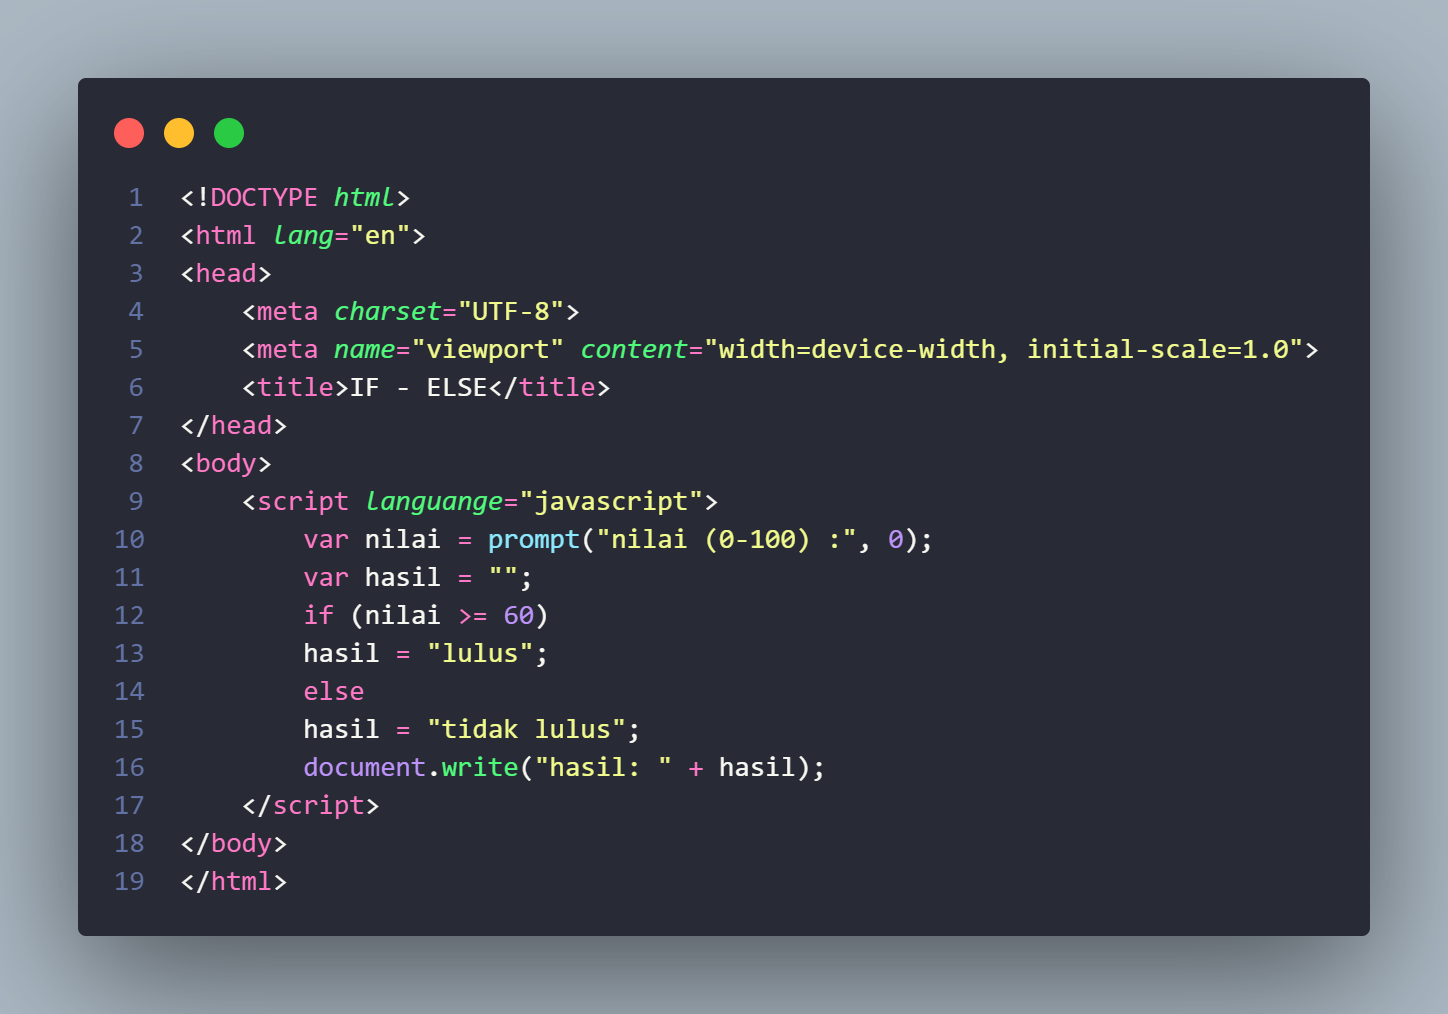 1 <!DOCTYPE html>
2 <html lang="en">
3 <head>
4     <meta charset="UTF-8">
5     <meta name="viewport" content="width=device-width, initial-scale=1.0">
6     <title>IF - ELSE</title>
7 </head>
8 <body>
9     <script languange="javascript">
10         var nilai = prompt("nilai (0-100) :", 0);
11         var hasil = "";
12         if (nilai >= 60)
13         hasil = "lulus";
14         else
15         hasil = "tidak lulus";
16         document.write("hasil: " + hasil);
17     </script>
18 </body>
19 </html>